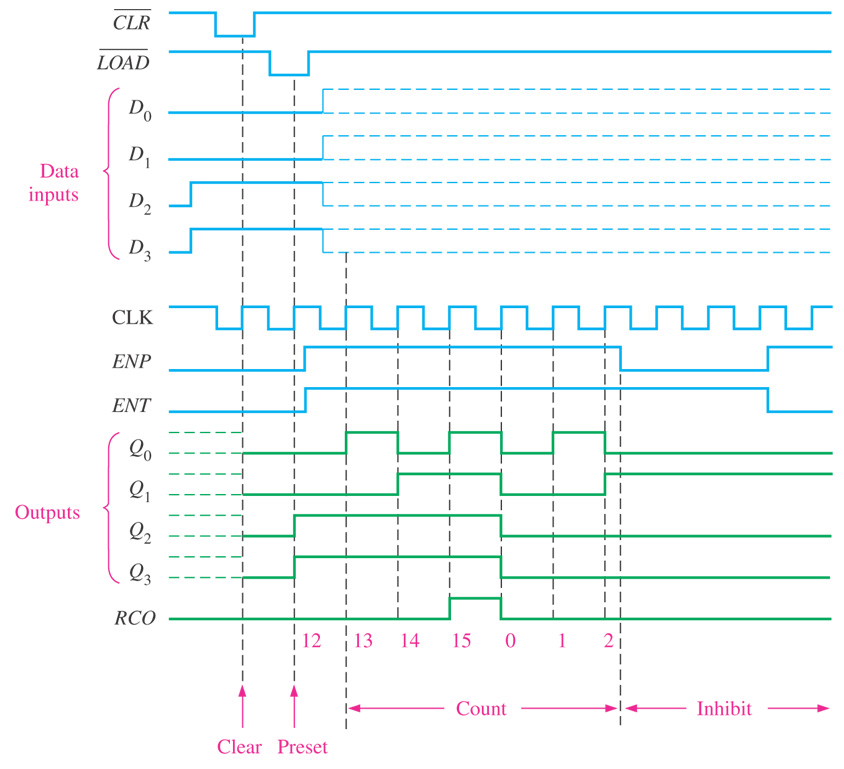 CLR
LOAD
D0
D1
Data
inputs
D2
D3
CLK
ENP
ENT
Q0
Q1
Outputs
Q2
Q3
RCO
12 13 14 15 0 1 2
Count Inhibit
Clear Preset